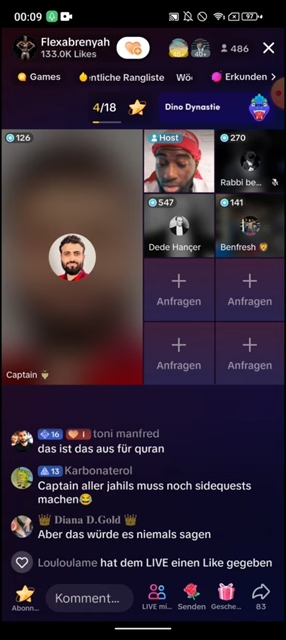 00:09
97
Flexabrenyah
133.0K Likes
486
Games
ntliche Rangliste
Wö
Erkunden
4/18
Dino Dynastie
126
Host
270
Rabbi be...
547
141
Dede Hançer
Benfresh
Anfragen
Anfragen
Anfragen
Anfragen
Captain
16
I
toni manfred
das ist das aus für quran
13
Karbonaterol
Captain aller jahils muss noch sidequests
machen😂
👑 Diana D.Gold 👑
Aber das würde es niemals sagen
Louloulame hat dem LIVE einen Like gegeben
Komment...
83
Abonn...
LIVE mi...
Senden
Gesche...